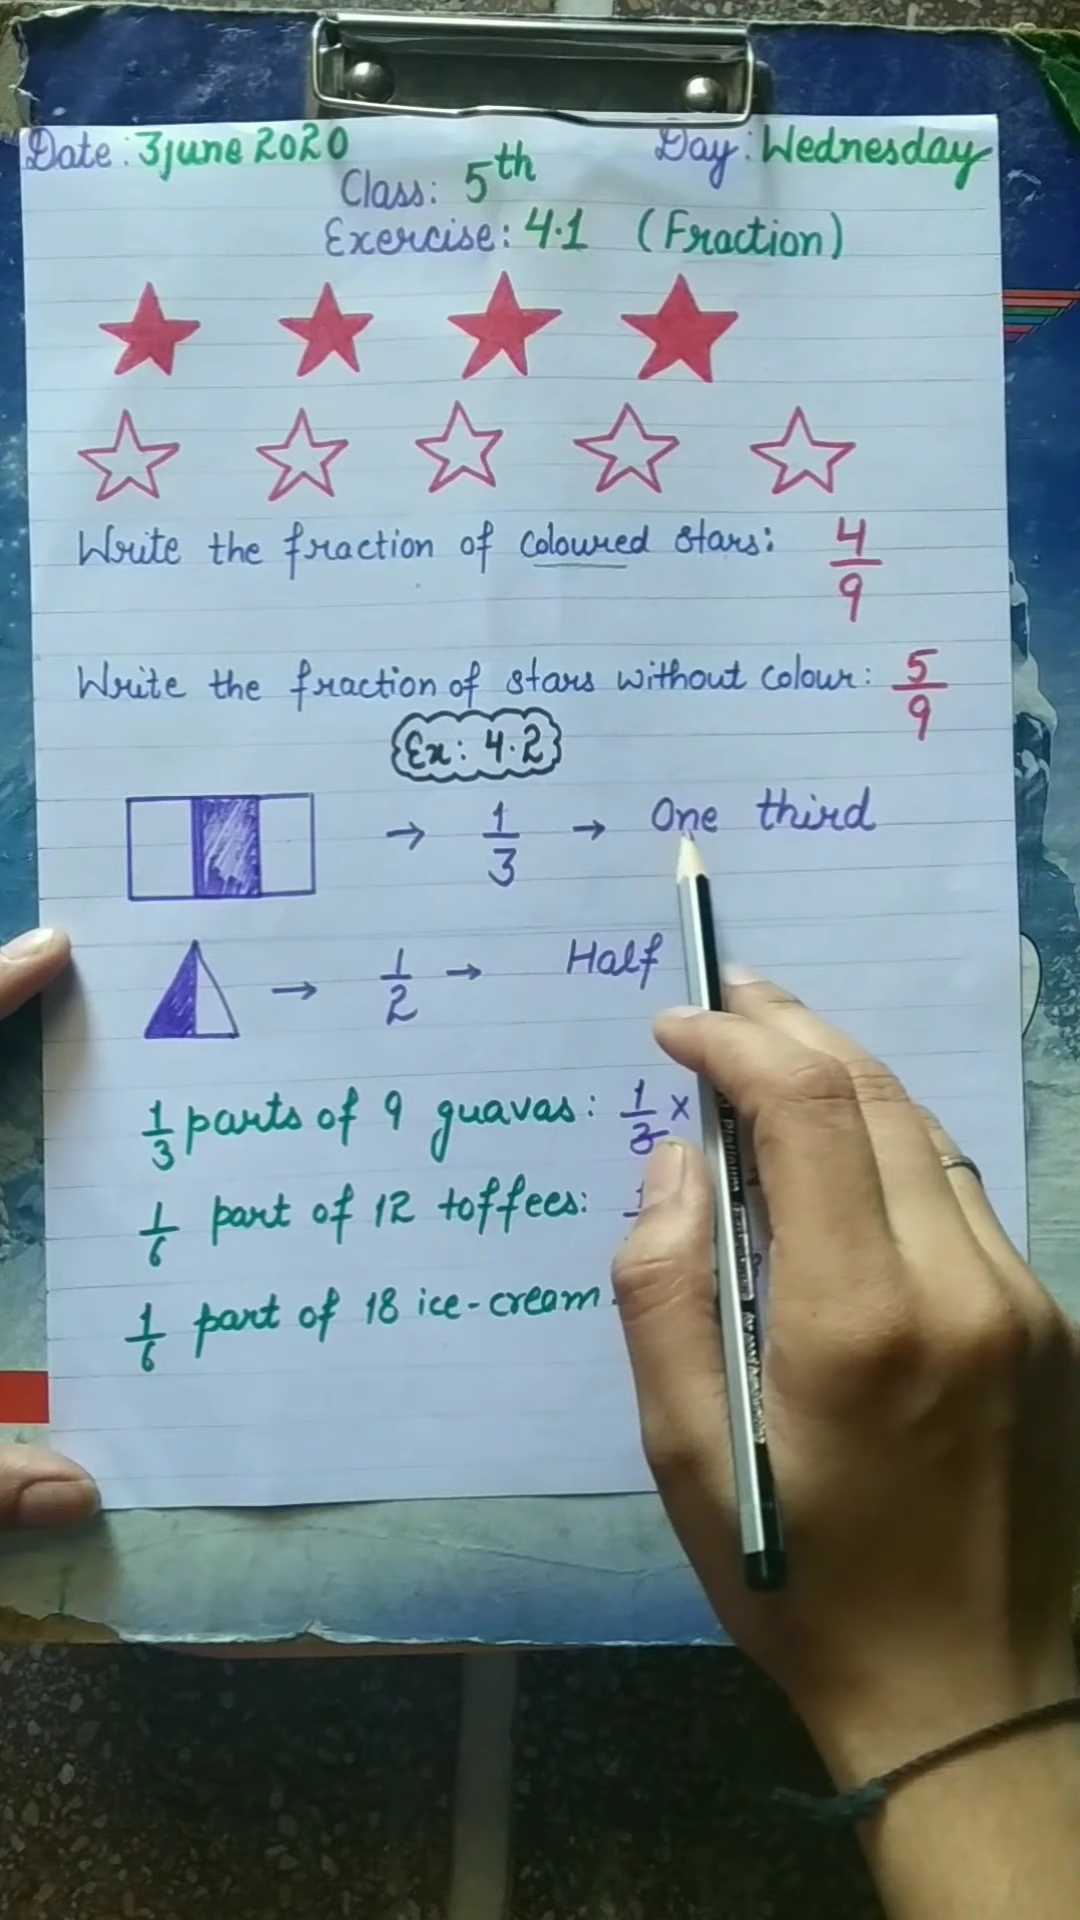 Date: 3 june 2020 Day: Wednesday
Class: 5th
Exercise: 4.1 (Fraction)
Write the fraction of coloured stars: 4/9
Write the fraction of stars without colour: 5/9
Ex: 4.2
→ 1/3 → One third
→ 1/2 → Half
1/3 parts of 9 guavas: 1/3 ×
1/6 part of 12 toffees: 1
1/6 part of 18 ice-cream